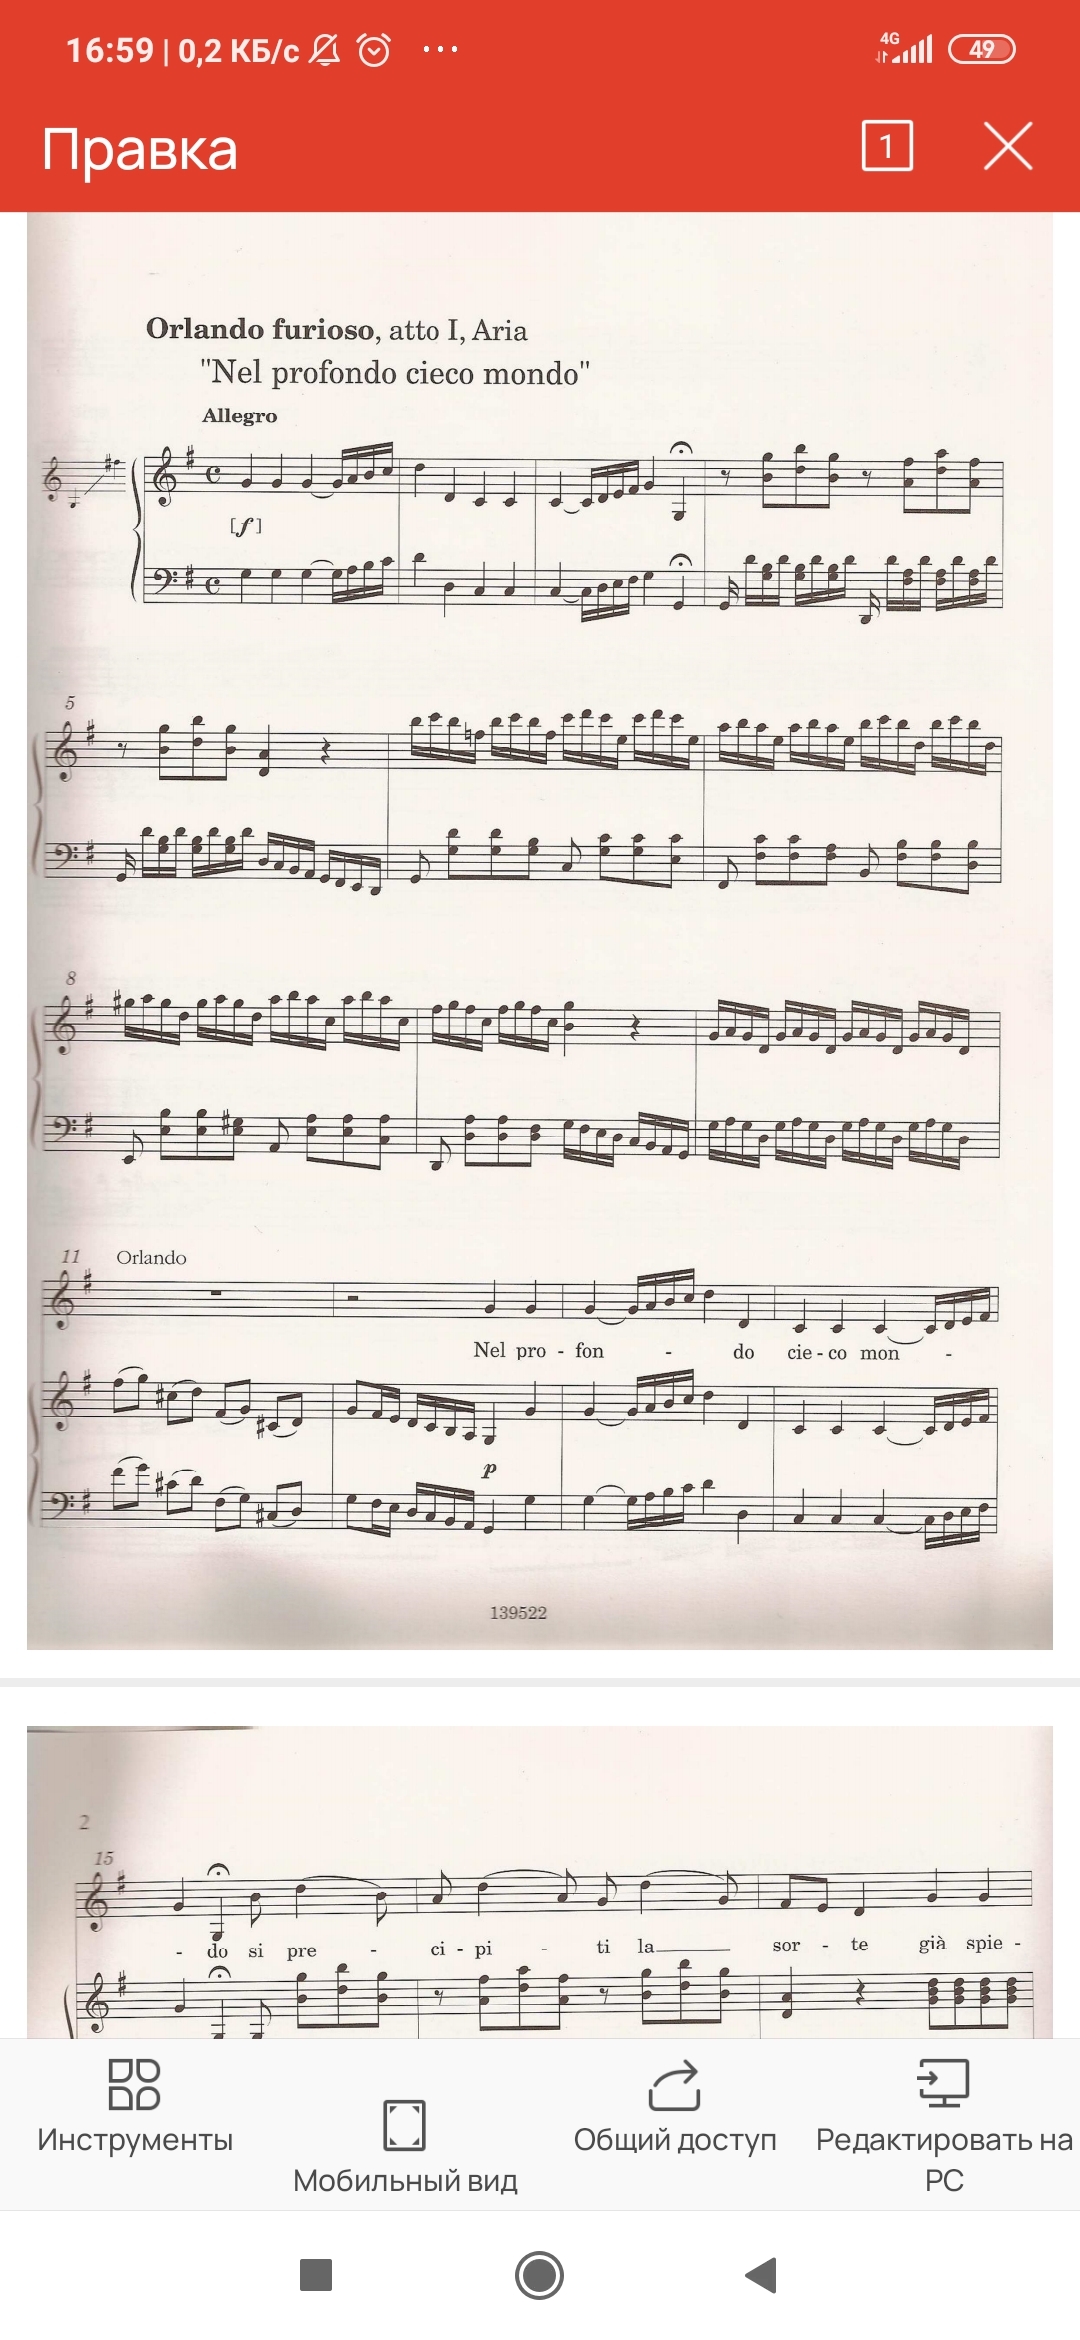 16:59 | 0,2 КБ/с ... 4G 49
Правка 1
Orlando furioso, atto I, Aria
"Nel profondo cieco mondo"
Allegro
[f]
5
8
11 Orlando
Nel pro - fon - do cie - co mon -
p
139522
2
15
- do si pre - ci - pi - ti la sor - te già spie -
Инструменты
Мобильный вид
Общий доступ
Редактировать на
PC